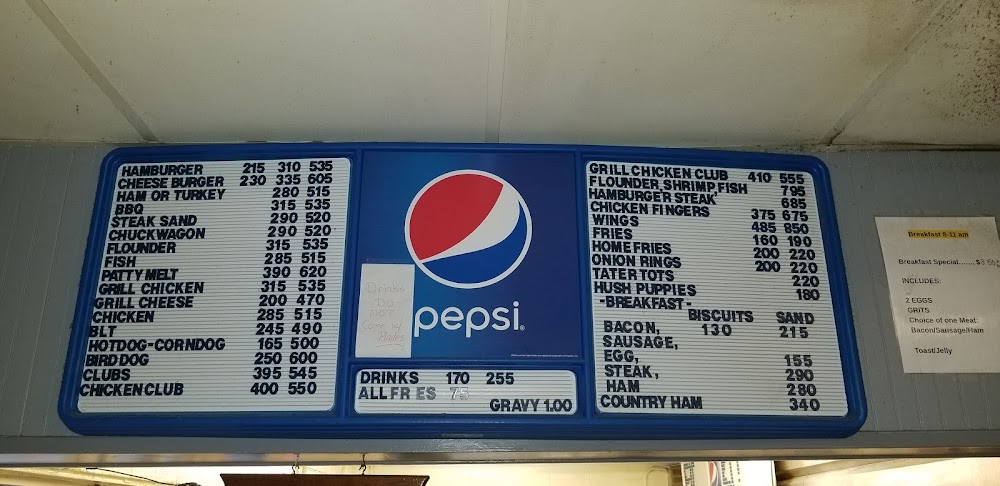 HAMBURGER 215 310 535
CHEESE BURGER 230 335 605
HAM OR TURKEY 280 515
BBQ 315 535
STEAK SAND 290 520
CHUCKWAGON 290 520
FLOUNDER 315 535
FISH 285 515
PATTY MELT 390 620
GRILL CHICKEN 315 535
GRILL CHEESE 200 470
CHICKEN 285 515
BLT 245 490
HOTDOG-CORNDOG 165 500
BIRD DOG 250 600
CLUBS 395 545
CHICKEN CLUB 400 550
Drinks
Du
More
Come w/
Plates
pepsi
DRINKS 170 255
ALL FR ES 75
GRAVY 1.00
GRILL CHICKEN CLUB 410 555
FLOUNDER, SHRIMP, FISH 795
HAMBURGER STEAK 685
CHICKEN FINGERS 375 675
WINGS 485 850
FRIES 160 190
HOME FRIES 200 220
ONION RINGS 200 220
TATER TOTS 220
HUSH PUPPIES 180
-BREAKFAST-
BISCUITS SAND
BACON, 130 215
SAUSAGE,
EGG, 155
STEAK, 290
HAM 280
COUNTRY HAM 340
Breakfast 8-11 am
Breakfast Special
INCLUDES:
2 EGGS
GRITS
Choice of one Meat:
Bacon/Sausage/Ham
Toast/Jelly